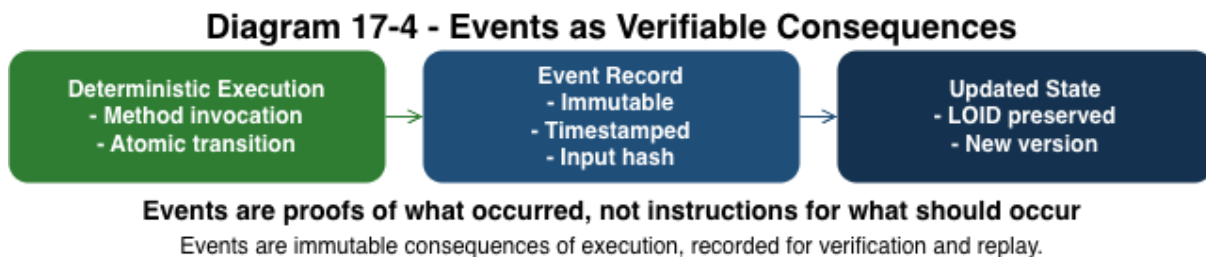 Diagram 17-4 - Events as Verifiable Consequences
Deterministic Execution
- Method invocation
- Atomic transition
Event Record
- Immutable
- Timestamped
- Input hash
Updated State
- LOID preserved
- New version
Events are proofs of what occurred, not instructions for what should occur
Events are immutable consequences of execution, recorded for verification and replay.